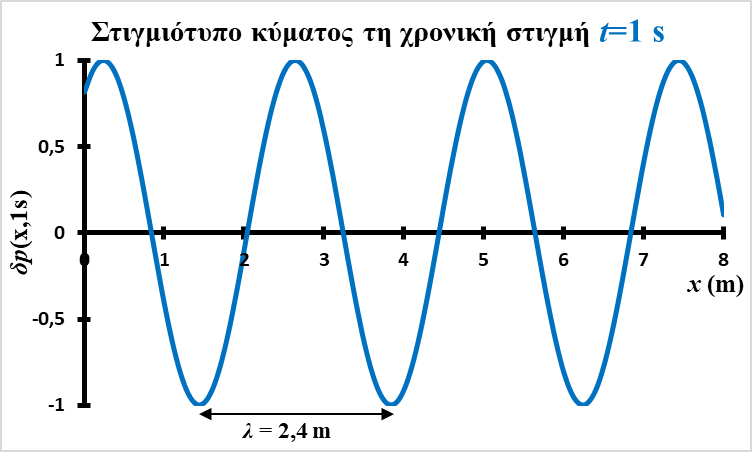 Στιγμιότυπο κύματος τη χρονική στιγμή t=1 s
1
0,5
0
-0,5
-1
δp(x,1s)
0 1 2 3 4 5 6 7 8
x (m)
λ = 2,4 m